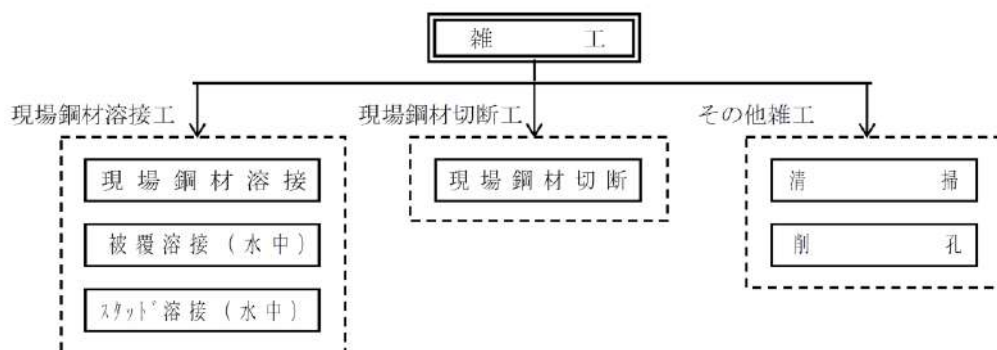 雑 工
現場鋼材溶接工
現場鋼材溶接
被覆溶接(水中)
スタッド溶接(水中)
現場鋼材切断工
現場鋼材切断
その他雑工
清 掃
削 孔